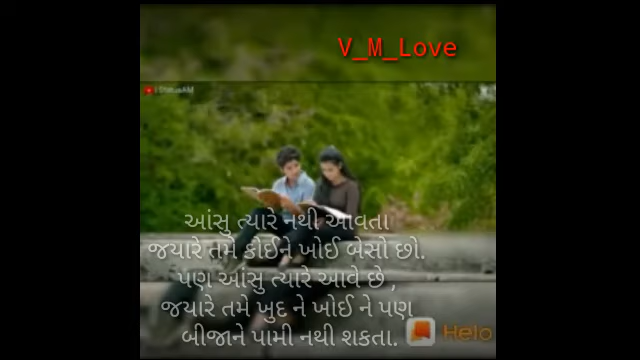 V_M_Love
આંસુ ત્યારે નથી આવતા
જયારે તમે કોઈને ખોઈ બેસો છો.
પણ આંસુ ત્યારે આવે છે ,
જયારે તમે ખુદ ને ખોઈ ને પણ
બીજાને પામી નથી શકતા.
Helo